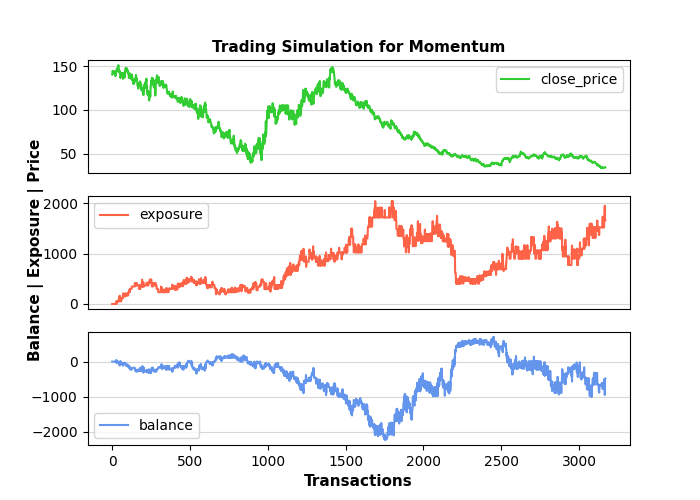 Trading Simulation for Momentum
150
100
50
close_price
2000
1000
0
exposure
0
−1000
−2000
balance
0 500 1000 1500 2000 2500 3000
Transactions
Balance | Exposure | Price